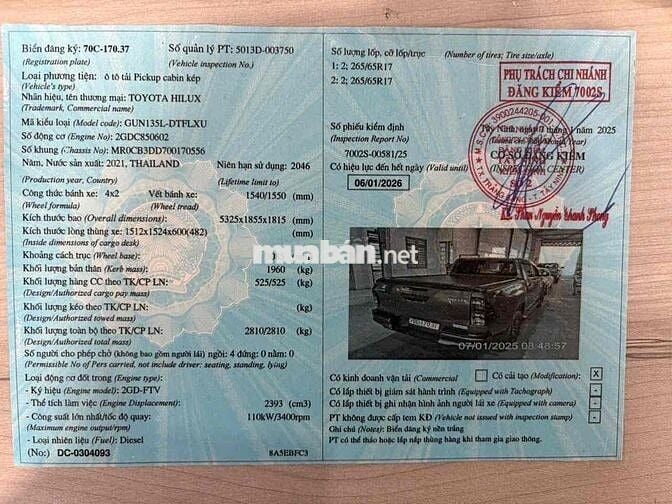 Biển đăng ký: 70C-170.37 Số quản lý PT: 5013D-003750
(Registration plate) (Vehicle inspection No.)
Loại phương tiện: ô tô tải Pickup cabin kép
(Vehicle's type)
Nhãn hiệu, tên thương mại: TOYOTA HILUX
(Trademark, Commercial name)
Mã kiểu loại (Model code): GUN135L-DTFLXU
Số động cơ (Engine No): 2GDC850602
Số khung (Chassis No): MR0CB3DD700170556
Năm, Nước sản xuất: 2021, THAILAND Niên hạn sử dụng: 2046
(Production year, Country) (Lifetime limit to)
Công thức bánh xe: 4x2 Vết bánh xe: 1540/1550 (mm)
(Wheel formula) (Wheel tread)
Kích thước bao (Overall dimensions): 5325x1855x1815 (mm)
Kích thước lòng thùng xe: 1512x1524x600(482) (mm)
(Inside dimensions of cargo desk)
Khoảng cách trục (Wheel base): (mm)
Khối lượng bản thân (Kerb mass): 1960 (kg)
Khối lượng hàng CC theo TK/CP LN: 525/525 (kg)
(Design/Authorized cargo pay mass)
Khối lượng kéo theo TK/CP LN: (kg)
(Design/Authorized towed mass)
Khối lượng toàn bộ theo TK/CP LN: 2810/2810 (kg)
(Design/Authorized total mass)
Số người cho phép chở (không bao gồm người lái) ngồi: 4 đứng: 0 nằm: 0
(Permissible No of Pers carried, not include driver: seating, standing, lying)
Loại động cơ đốt trong (Engine type):
- Ký hiệu (Engine model): 2GD-FTV
- Thể tích làm việc (Engine Displacement): 2393 (cm3)
- Công suất lớn nhất/tốc độ quay: 110kW/3400rpm
(Maximum engine output/rpm)
- Loại nhiên liệu (Fuel): Diesel
(No:) DC-0304093 8A5EBFC3
Số lượng lốp, cỡ lốp/trục (Number of tires; Tire size/axle)
1: 2; 265/65R17
2: 2; 265/65R17
PHỤ TRÁCH CHI NHÁNH
ĐĂNG KIỂM 7002S
Số phiếu kiểm định
(Inspection Report No)
7002S-00581/25
Tây Ninh, 1 năm 2025
CƠ SỞ ĐĂNG KIỂM
(INSPECTION CENTER)
Có hiệu lực đến hết ngày (Valid until)
06/01/2026
Phan Nguyễn Thanh Phong
muaban.net
07/01/2025 08:48:57
Có kinh doanh vận tải (Commercial Có cải tạo (Modification): X
Có lắp thiết bị giám sát hành trình (Equipped with Tachograph) -
Có lắp thiết bị ghi nhận hình ảnh người lái xe (Equipped with camera) -
PT không được cấp tem KĐ (Vehicle not issued with inspection stamp) -
Ghi chú (Notes): Biển đăng ký nền trắng
PT có thể tháo hoặc lắp nắp thùng hàng khi tham gia giao thông.